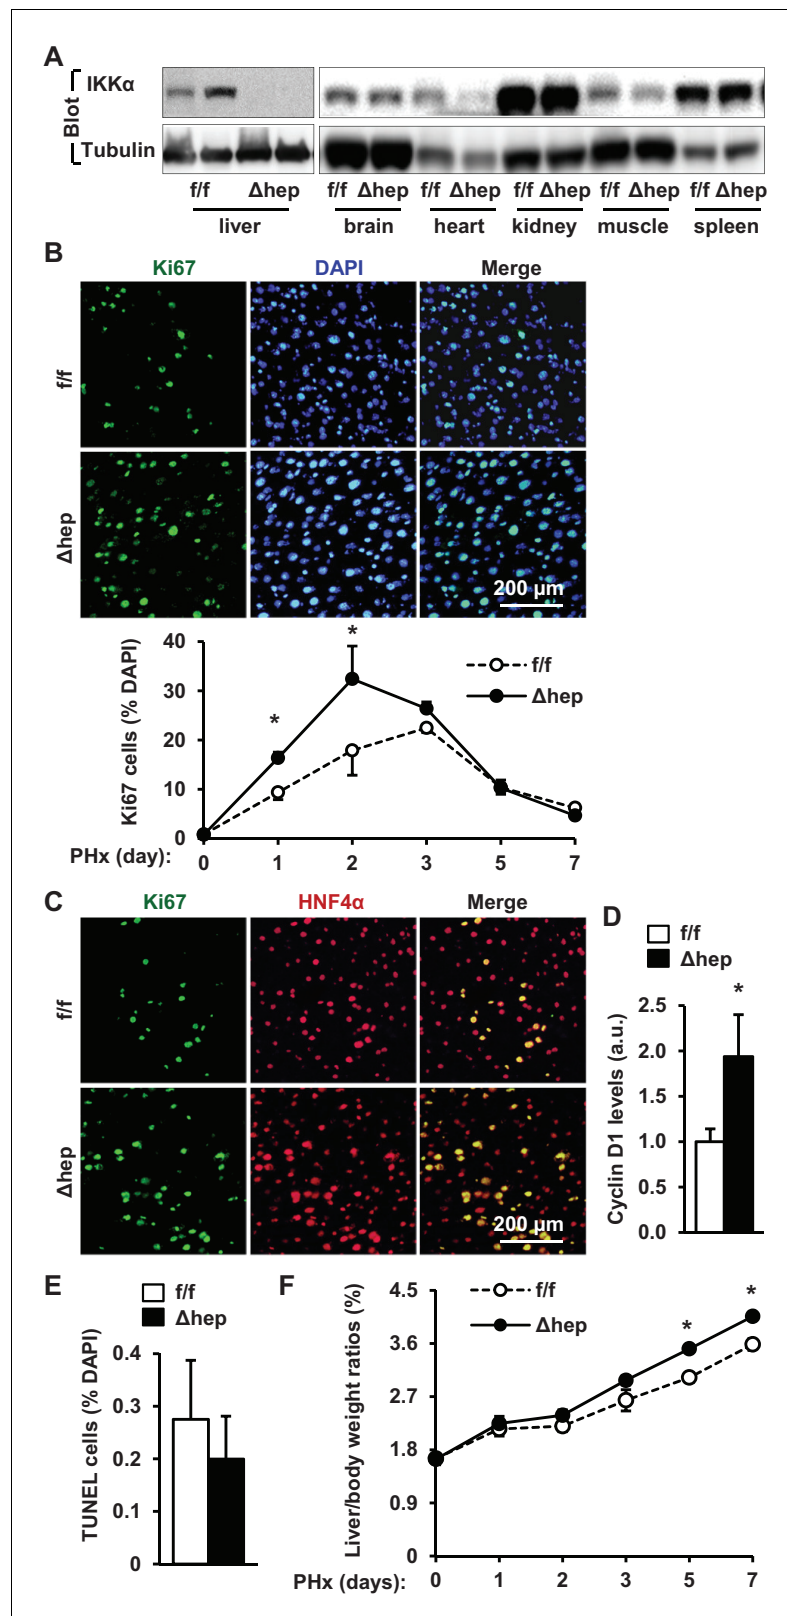 A
Blot
IKKα
Tubulin
f/f Δhep f/f Δhep f/f Δhep f/f Δhep f/f Δhep f/f Δhep
liver brain heart kidney muscle spleen
B
Ki67 DAPI Merge
f/f
Δhep
200 µm
Ki67 cells (% DAPI)
40
30
20
10
0
*
*
f/f
Δhep
PHx (day): 0 1 2 3 5 7
C
Ki67 HNF4α Merge
f/f
Δhep
200 µm
D
f/f
Δhep
Cyclin D1 levels (a.u.)
*
2.5
2.0
1.0
0.5
0.0
E
f/f
Δhep
TUNEL cells (% DAPI)
0.4
0.3
0.2
0.1
0
F
f/f
Δhep
Liver/body weight ratios (%)
4.5
3.6
2.7
1.8
0.9
0
*
*
PHx (days): 0 1 2 3 5 7